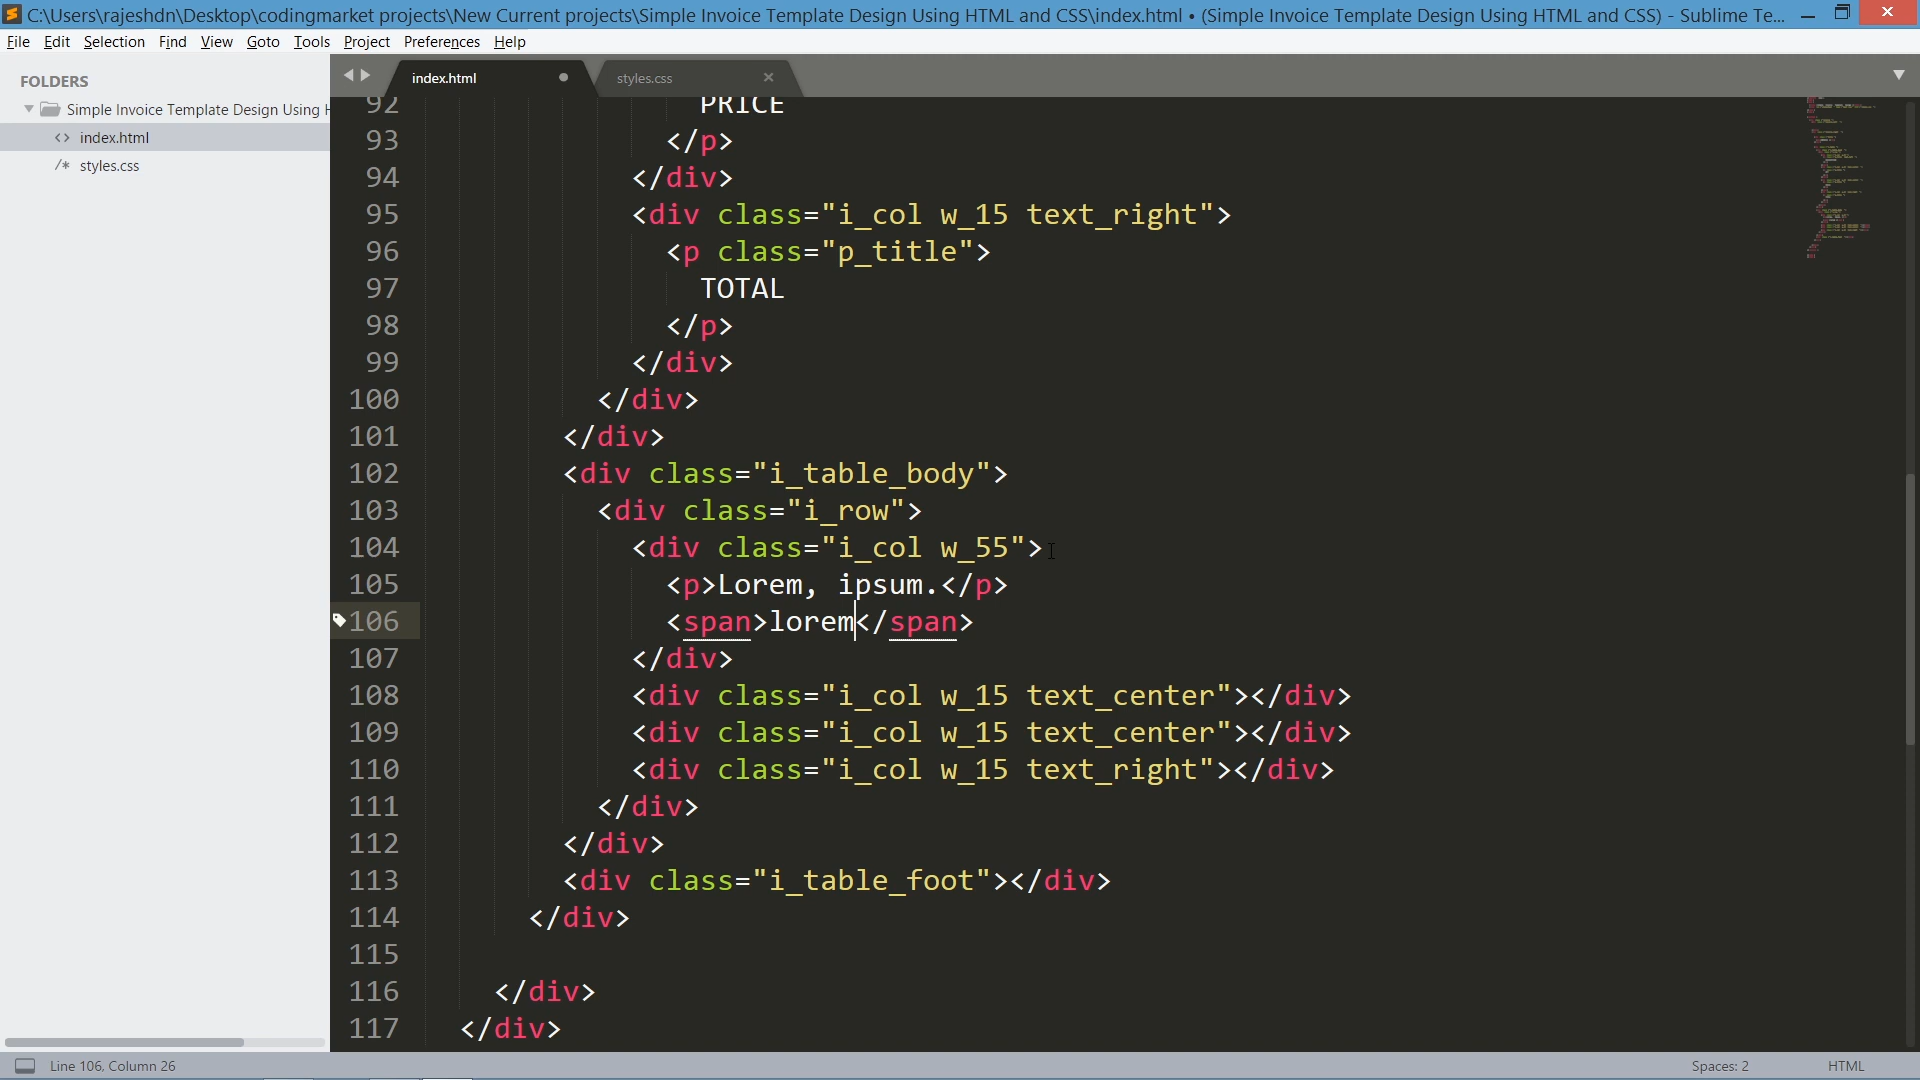 C:\Users\rajeshdn\Desktop\codingmarket projects\New Current projects\Simple Invoice Template Design Using HTML and CSS\index.html • (Simple Invoice Template Design Using HTML and CSS) - Sublime Te...
File Edit Selection Find View Goto Tools Project Preferences Help
FOLDERS
Simple Invoice Template Design Using H
<> index.html
/* styles.css
index.html
styles.css
92 PRICE
93 </p>
94 </div>
95 <div class="i_col w_15 text_right">
96 <p class="p_title">
97 TOTAL
98 </p>
99 </div>
100 </div>
101 </div>
102 <div class="i_table_body">
103 <div class="i_row">
104 <div class="i_col w_55">
105 <p>Lorem, ipsum.</p>
106 <span>lorem</span>
107 </div>
108 <div class="i_col w_15 text_center"></div>
109 <div class="i_col w_15 text_center"></div>
110 <div class="i_col w_15 text_right"></div>
111 </div>
112 </div>
113 <div class="i_table_foot"></div>
114 </div>
115
116 </div>
117 </div>
Line 106, Column 26
Spaces: 2
HTML